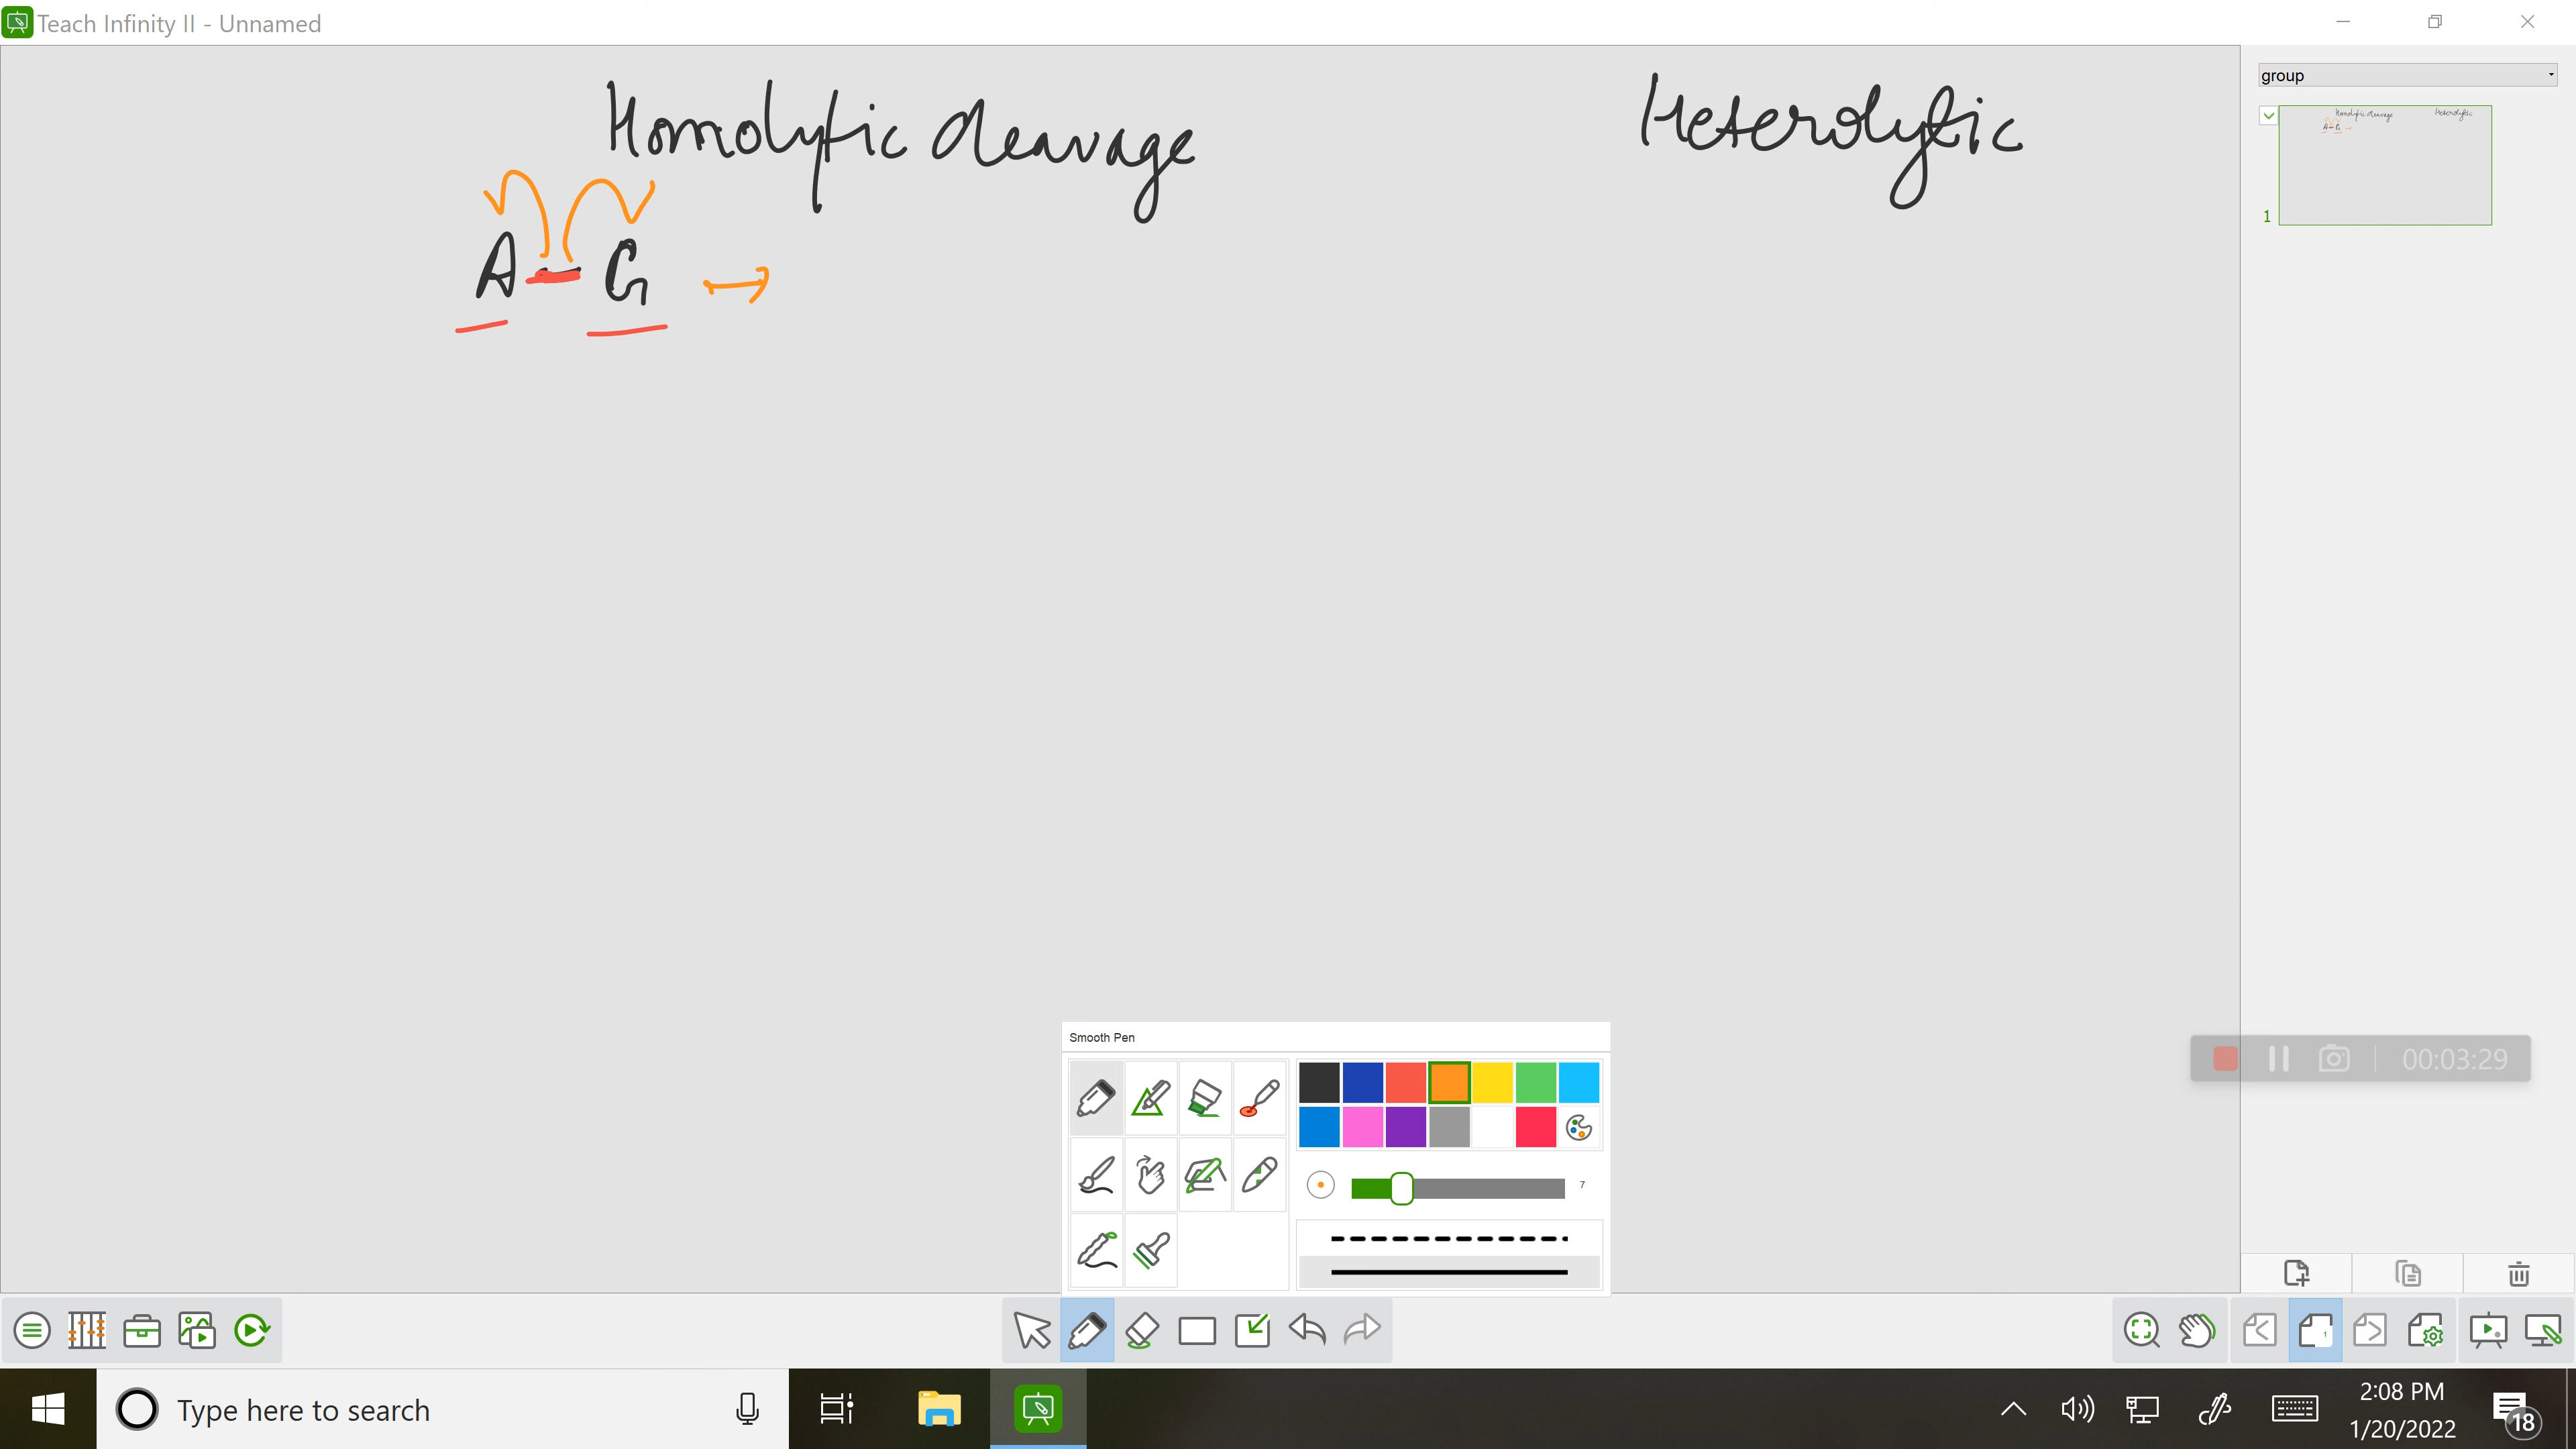 Teach Infinity II - Unnamed
group
Homolytic cleavage
Heterolytic
A - G →
1
Smooth Pen
00:03:29
7
1
Type here to search
2:08 PM
1/20/2022
18